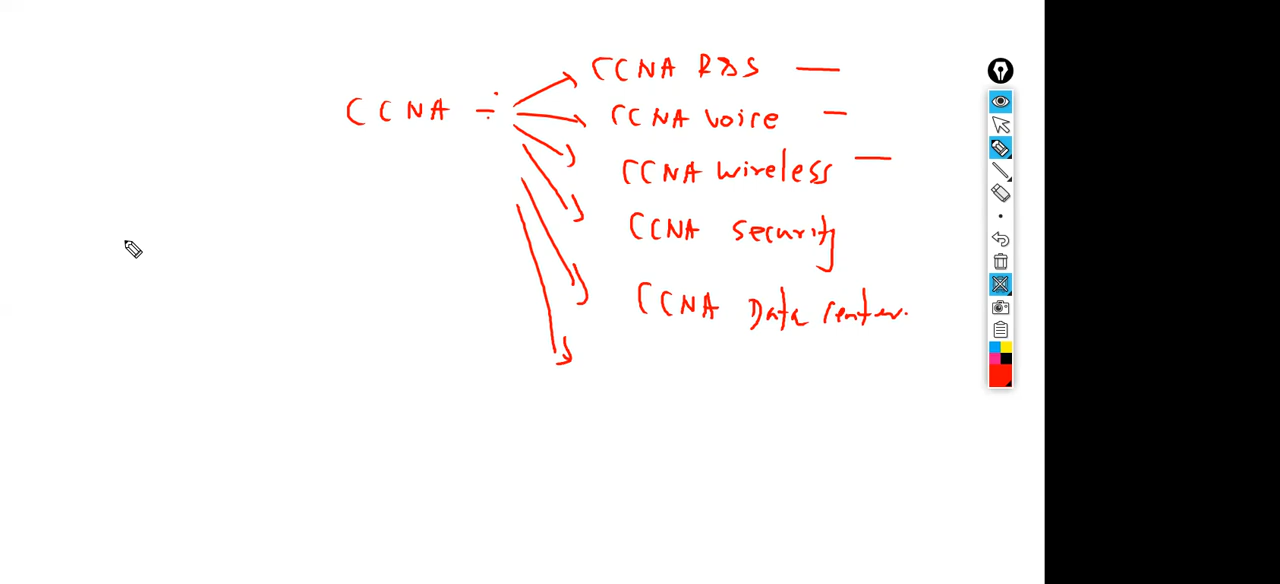 CCNA R&S —
CCNA ÷
CCNA voice —
CCNA wireless —
CCNA security
CCNA Data center.